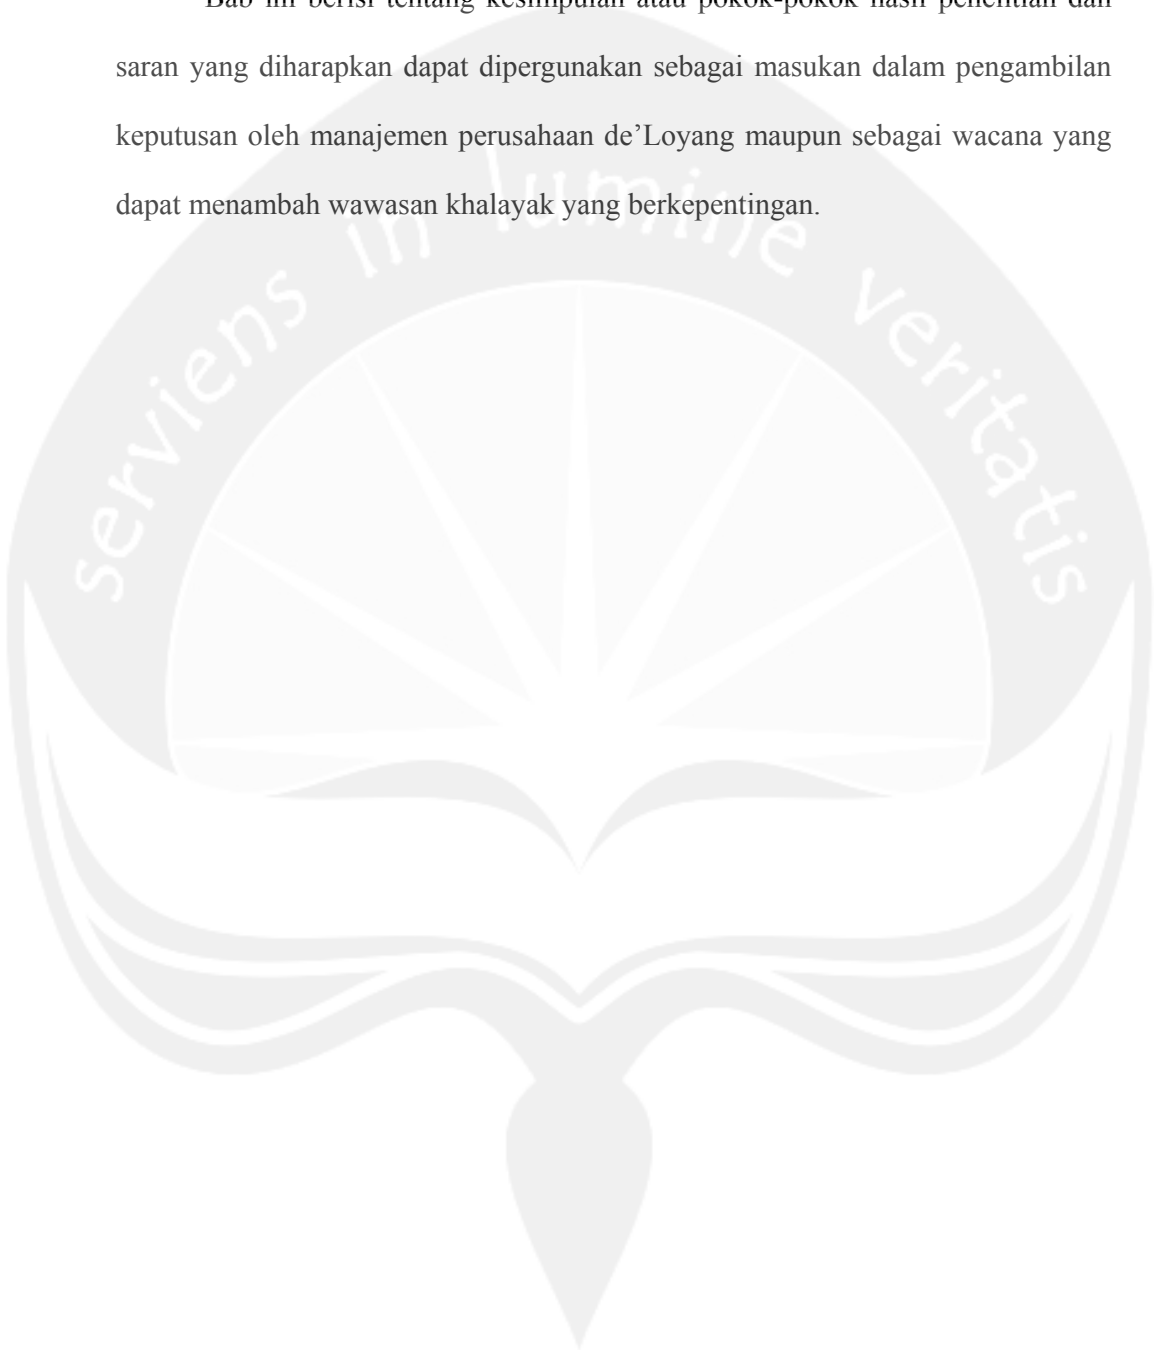 Bab ini berisi tentang kesimpulan atau pokok-pokok hasil penelitian dan
saran yang diharapkan dapat dipergunakan sebagai masukan dalam pengambilan
keputusan oleh manajemen perusahaan de’Loyang maupun sebagai wacana yang
dapat menambah wawasan khalayak yang berkepentingan.
serviens in lumine veritatis